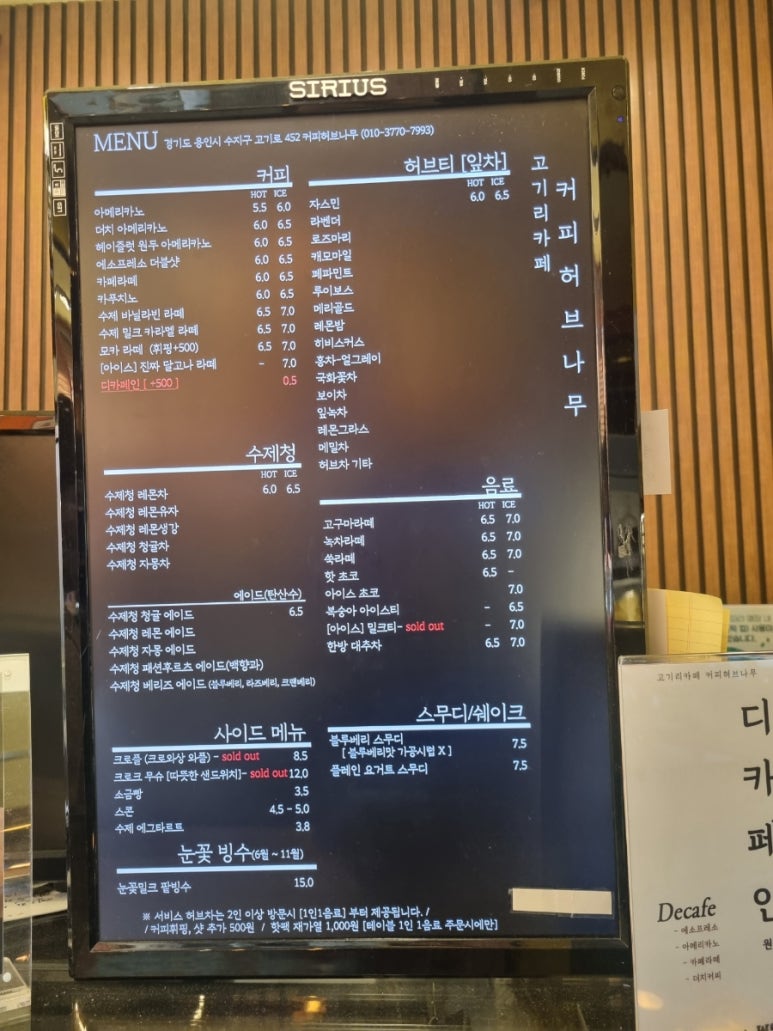 SIRIUS
MENU 경기도 용인시 수지구 고기로 452 커피허브나무 (010-3770-7993)
커피
HOT ICE
아메리카노 5.5 6.0
더치 아메리카노 6.0 6.5
헤이즐럿 원두 아메리카노 6.0 6.5
에소프레소 더블샷 6.0 6.5
카페라떼 6.0 6.5
카푸치노 6.0 6.5
수제 바닐라빈 라떼 6.5 7.0
수제 밀크 카라멜 라떼 6.5 7.0
모카 라떼 (휘핑+500) 6.5 7.0
[아이스] 진짜 달고나 라떼 - 7.0
디카페인 [ +500 ] 0.5
수제청
HOT ICE
수제청 레몬차 6.0 6.5
수제청 레몬유자
수제청 레몬생강
수제청 청귤차
수제청 자몽차
에이드(탄산수)
수제청 청귤 에이드 6.5
수제청 레몬 에이드
수제청 자몽 에이드
수제청 패션후르츠 에이드(백향과)
수제청 베리즈 에이드 (블루베리, 라즈베리, 크랜베리)
사이드 메뉴
크로플 (크로와상 와플) - sold out 8.5
크로크 무슈 [따뜻한 샌드위치]- sold out 12.0
소금빵 3.5
스콘 4.5 - 5.0
수제 에그타르트 3.8
눈꽃 빙수(6월 ~ 11월)
눈꽃밀크 팥빙수 15.0
허브티 [잎차]
HOT ICE
6.0 6.5
자스민
라벤더
로즈마리
캐모마일
페파민트
루이보스
메리골드
레몬밤
히비스커스
홍차-얼그레이
국화꽃차
보이차
잎녹차
레몬그라스
메밀차
허브차 기타
음료
HOT ICE
고구마라떼 6.5 7.0
녹차라떼 6.5 7.0
쑥라떼 6.5 7.0
핫 초코 6.5 -
아이스 초코 7.0
복숭아 아이스티 - 6.5
[아이스] 밀크티- sold out - 7.0
한방 대추차 6.5 7.0
스무디/쉐이크
블루베리 스무디 7.5
[ 블루베리맛 가공시럽 X ]
플레인 요거트 스무디 7.5
고기리카페
커피허브나무
※ 서비스 허브차는 2인 이상 방문시 [1인1음료] 부터 제공됩니다. /
/ 커피휘핑, 샷 추가 500원 / 핫팩 재가열 1,000원 [테이블 1인 1음료 주문시에만]
고기리카페 커피허브나무
디카페인
Decafe
- 에소프레소
- 아메리카노
- 카페라떼
- 더치커피